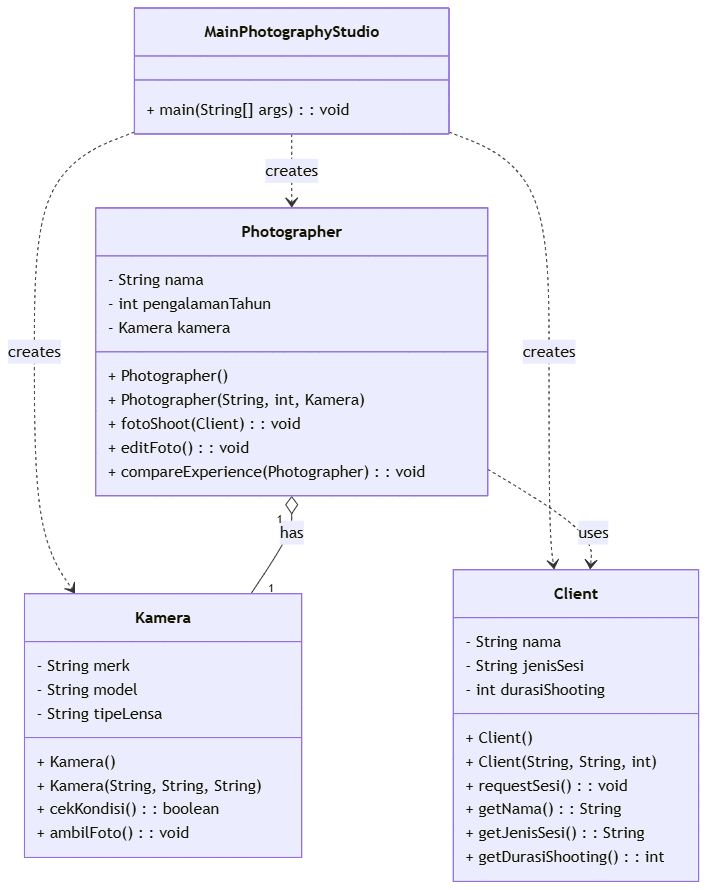 MainPhotographyStudio
+ main(String[] args) : : void
creates
creates
creates
Photographer
- String nama
- int pengalamanTahun
- Kamera kamera
+ Photographer()
+ Photographer(String, int, Kamera)
+ fotoShoot(Client) : : void
+ editFoto() : : void
+ compareExperience(Photographer) : : void
1
has
1
uses
Kamera
- String merk
- String model
- String tipeLensa
+ Kamera()
+ Kamera(String, String, String)
+ cekKondisi() : : boolean
+ ambilFoto() : : void
Client
- String nama
- String jenisSesi
- int durasiShooting
+ Client()
+ Client(String, String, int)
+ requestSesi() : : void
+ getNama() : : String
+ getJenisSesi() : : String
+ getDurasiShooting() : : int